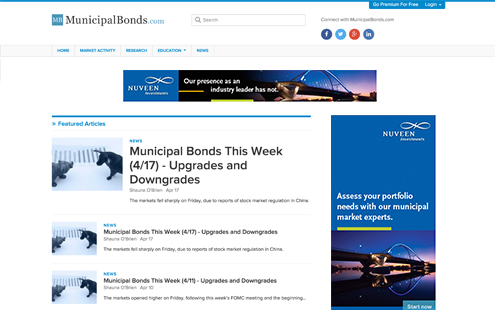 Go Premium For Free Login
MB MunicipalBonds.com
Search
Connect with MunicipalBonds.com
HOME MARKET ACTIVITY RESEARCH EDUCATION NEWS
NUVEEN
Investments
Our presence as an
industry leader has not.
» Featured Articles
NEWS
Municipal Bonds This Week
(4/17) - Upgrades and
Downgrades
Shauna O'Brien Apr 17
The markets fell sharply on Friday, due to reports of stock market regulation in China.
NEWS
Municipal Bonds This Week (4/17) - Upgrades and Downgrades
Shauna O'Brien Apr 17
The markets fell sharply on Friday, due to reports of stock market regulation in China.
NEWS
Municipal Bonds This Week (4/11) - Upgrades and Downgrades
Shauna O'Brien Apr 10
The markets opened higher on Friday, following this week's FOMC meeting and the beginning...
NUVEEN
Investments
Assess your portfolio
needs with our municipal
market experts.
Start now